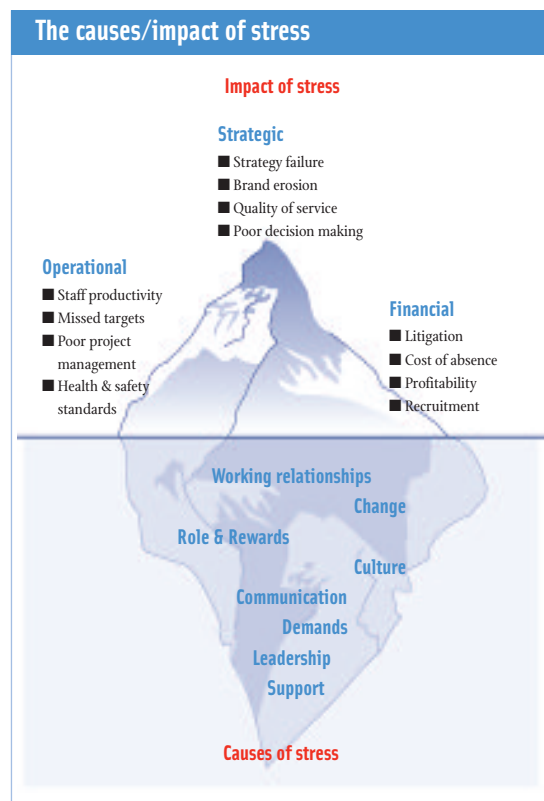 The causes/impact of stress
Impact of stress
Strategic
■ Strategy failure
■ Brand erosion
■ Quality of service
■ Poor decision making
Operational
■ Staff productivity
■ Missed targets
■ Poor project
management
■ Health & safety
standards
Financial
■ Litigation
■ Cost of absence
■ Profitability
■ Recruitment
Working relationships
Change
Role & Rewards
Culture
Communication
Demands
Leadership
Support
Causes of stress